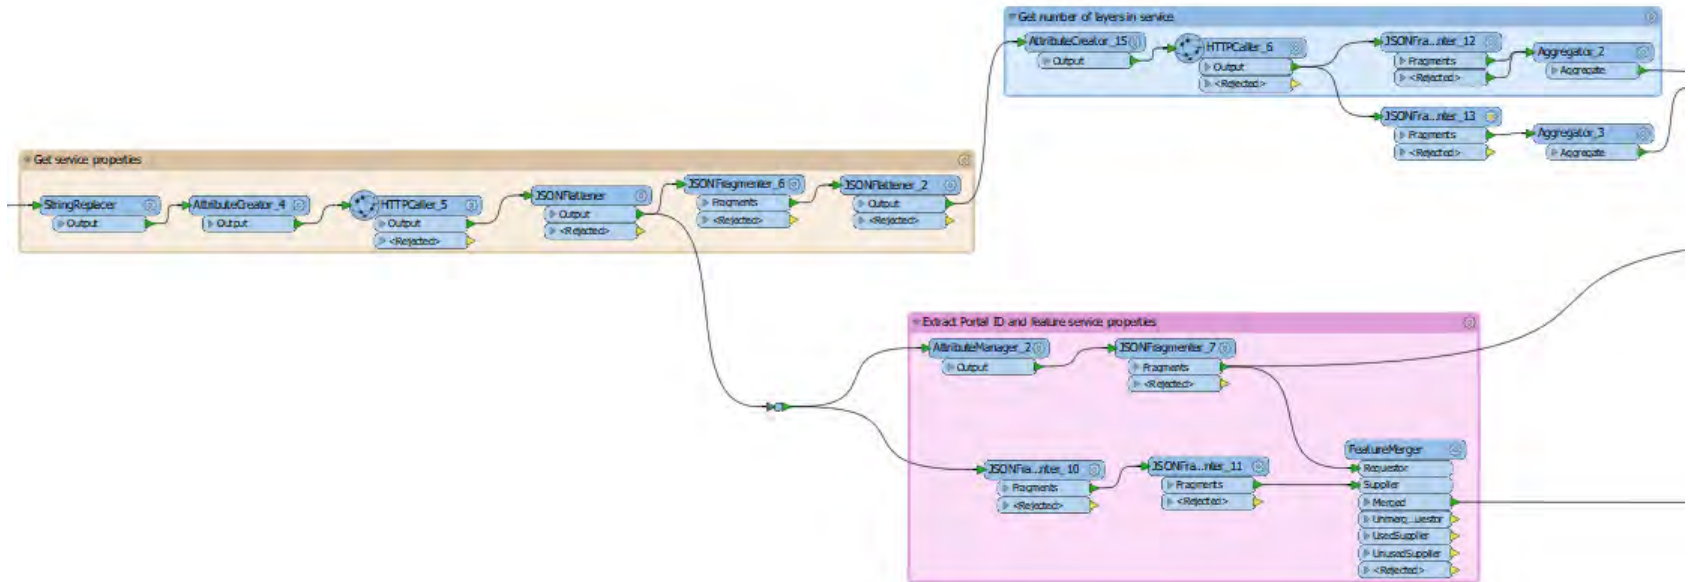 Get number of layers in service
AttributeCreator_15
Output
HTTPCaller_6
Output
<Rejected>
JSONFra...nter_12
Fragments
<Rejected>
Aggregator_2
Aggregate
JSONFra...nter_13
Fragments
<Rejected>
Aggregator_3
Aggregate
Get service properties
StringReplacer
Output
AttributeCreator_4
Output
HTTPCaller_5
Output
<Rejected>
JSONFlattener
Output
<Rejected>
JSONFragmenter_6
Fragments
<Rejected>
JSONFlattener_2
Output
<Rejected>
Extract Portal ID and feature service properties
AttributeManager_2
Output
JSONFragmenter_7
Fragments
<Rejected>
JSONFra...nter_10
Fragments
<Rejected>
JSONFra...nter_11
Fragments
<Rejected>
FeatureMerger
Requestor
Supplier
Merged
Unmerg...uestor
UsedSupplier
UnusedSupplier
<Rejected>